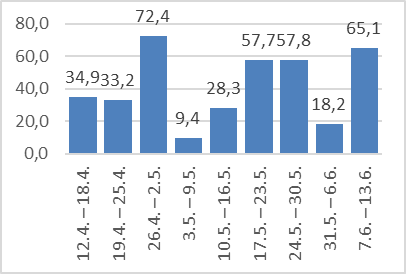 80,0
60,0
40,0
20,0
0,0
34,9
33,2
72,4
9,4
28,3
57,7
57,8
18,2
65,1
12.4. – 18.4.
19.4. – 25.4.
26.4. – 2.5.
3.5. – 9.5.
10.5. – 16.5.
17.5. – 23.5.
24.5. – 30.5.
31.5. – 6.6.
7.6. – 13.6.